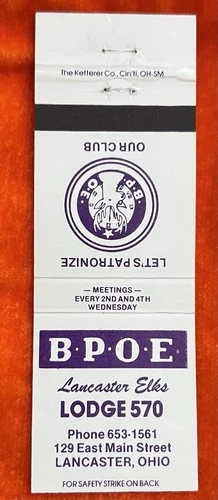 The Ketterer Co., Cin'ti, OH-SM
LET'S PATRONIZE
B P O E
OUR CLUB
— MEETINGS —
EVERY 2ND AND 4TH
WEDNESDAY
B·P·O·E
Lancaster Elks
LODGE 570
Phone 653-1561
129 East Main Street
LANCASTER, OHIO
FOR SAFETY STRIKE ON BACK